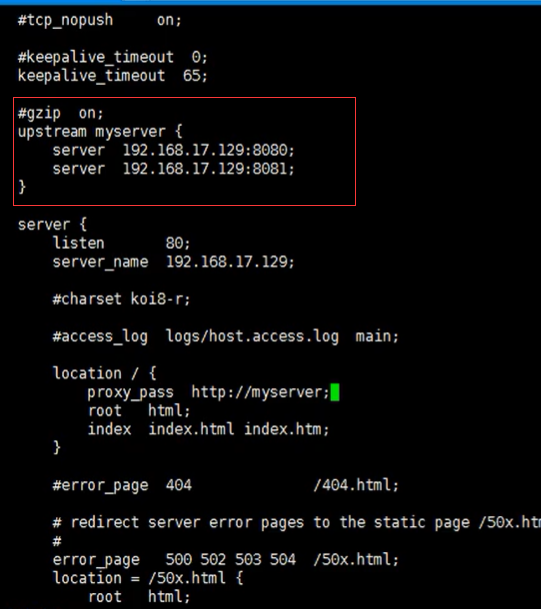 #tcp_nopush     on;
#keepalive_timeout  0;
keepalive_timeout  65;
#gzip  on;
upstream myserver {
    server  192.168.17.129:8080;
    server  192.168.17.129:8081;
}
server {
    listen       80;
    server_name  192.168.17.129;
    #charset koi8-r;
    #access_log  logs/host.access.log  main;
    location / {
        proxy_pass  http://myserver;
        root   html;
        index  index.html index.htm;
    }
    #error_page  404              /404.html;
    # redirect server error pages to the static page /50x.htm
    #
    error_page   500 502 503 504  /50x.html;
    location = /50x.html {
        root   html;